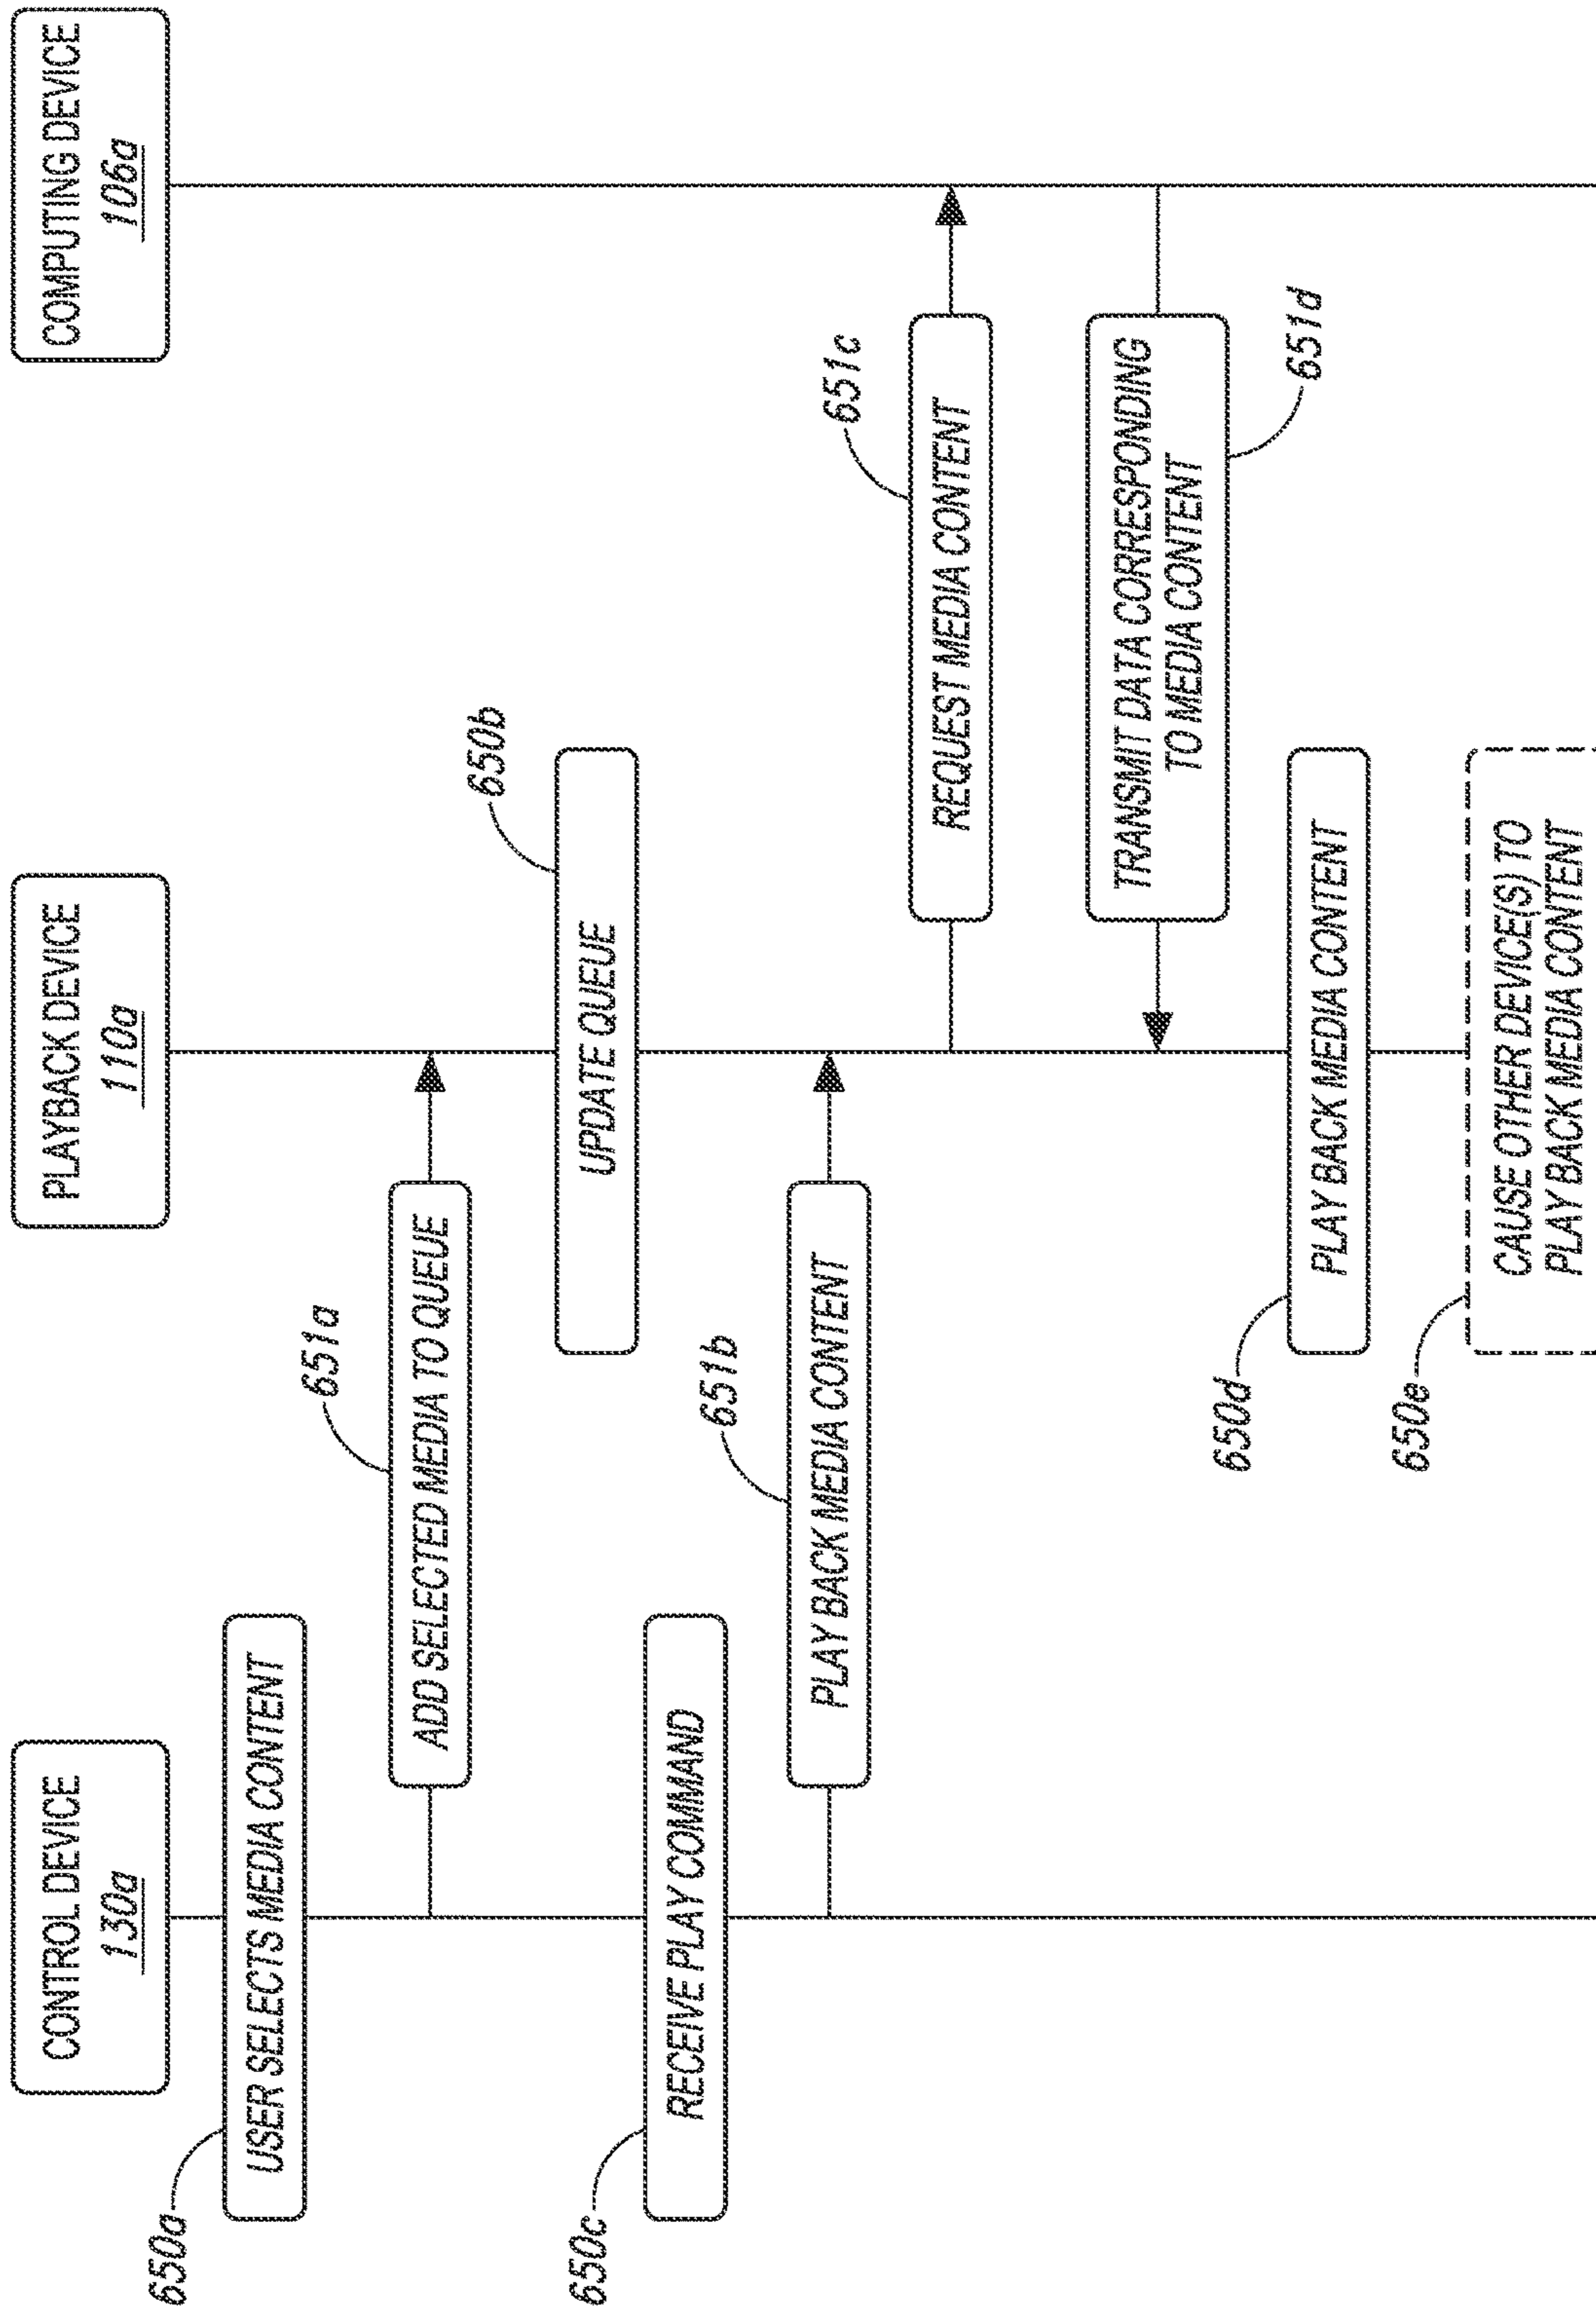 CONTROL DEVICE
130a
PLAYBACK DEVICE
110a
COMPUTING DEVICE
106a
650a
USER SELECTS MEDIA CONTENT
651a
ADD SELECTED MEDIA TO QUEUE
650b
UPDATE QUEUE
650c
RECEIVE PLAY COMMAND
651b
PLAY BACK MEDIA CONTENT
651c
REQUEST MEDIA CONTENT
TRANSMIT DATA CORRESPONDING
TO MEDIA CONTENT
651d
650d
PLAY BACK MEDIA CONTENT
650e
CAUSE OTHER DEVICE(S) TO
PLAY BACK MEDIA CONTENT